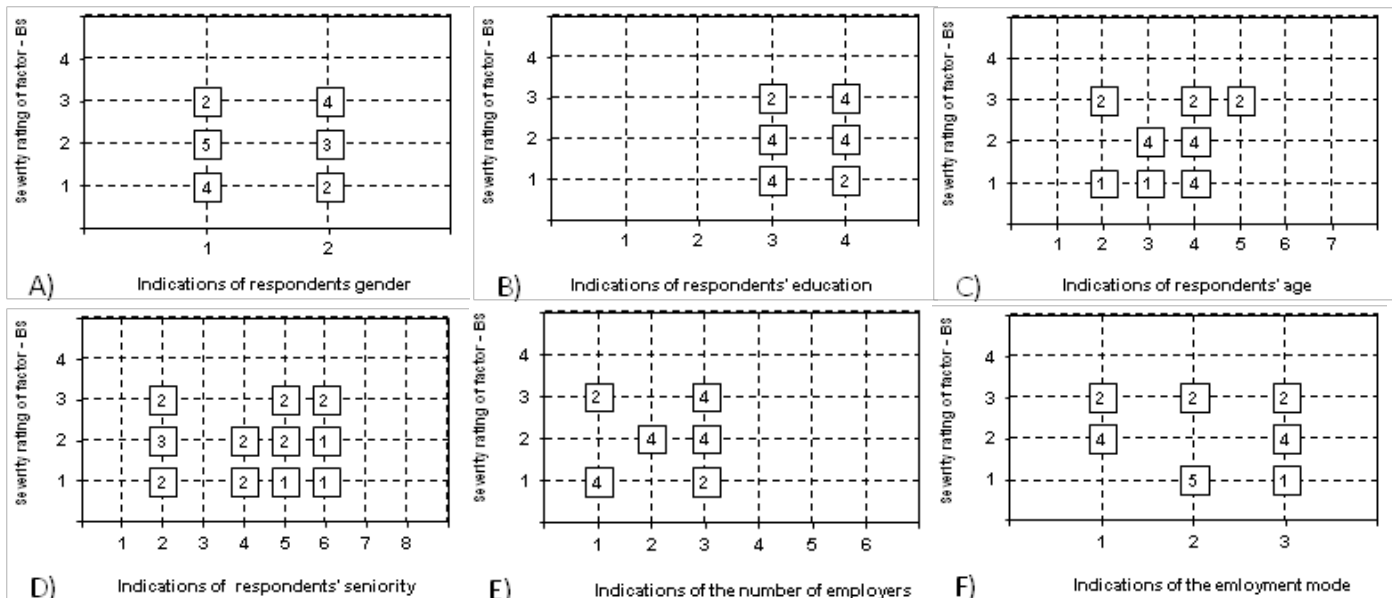 Severity rating of factor – BS
4
3 2 4
2 5 3
1 4 2
1 2
A) Indications of respondents gender
Severity rating of factor – BS
4
3 2 4
2 4 4
1 4 2
1 2 3 4
B) Indications of respondents' education
Severity rating of factor – BS
4
3 2 2 2
2 4 4
1 1 1 4
1 2 3 4 5 6 7
C) Indications of respondents' age
Severity rating of factor – BS
4
3 2 2 2
2 3 2 2 1
1 2 2 1 1
1 2 3 4 5 6 7 8
D) Indications of respondents' seniority
Severity rating of factor – BS
4
3 2 4
2 4 4
1 4 2
1 2 3 4 5 6
E) Indications of the number of employers
Severity rating of factor – BS
4
3 2 2 2
2 4 4
1 5 1
1 2 3
F) Indications of the emloyment mode